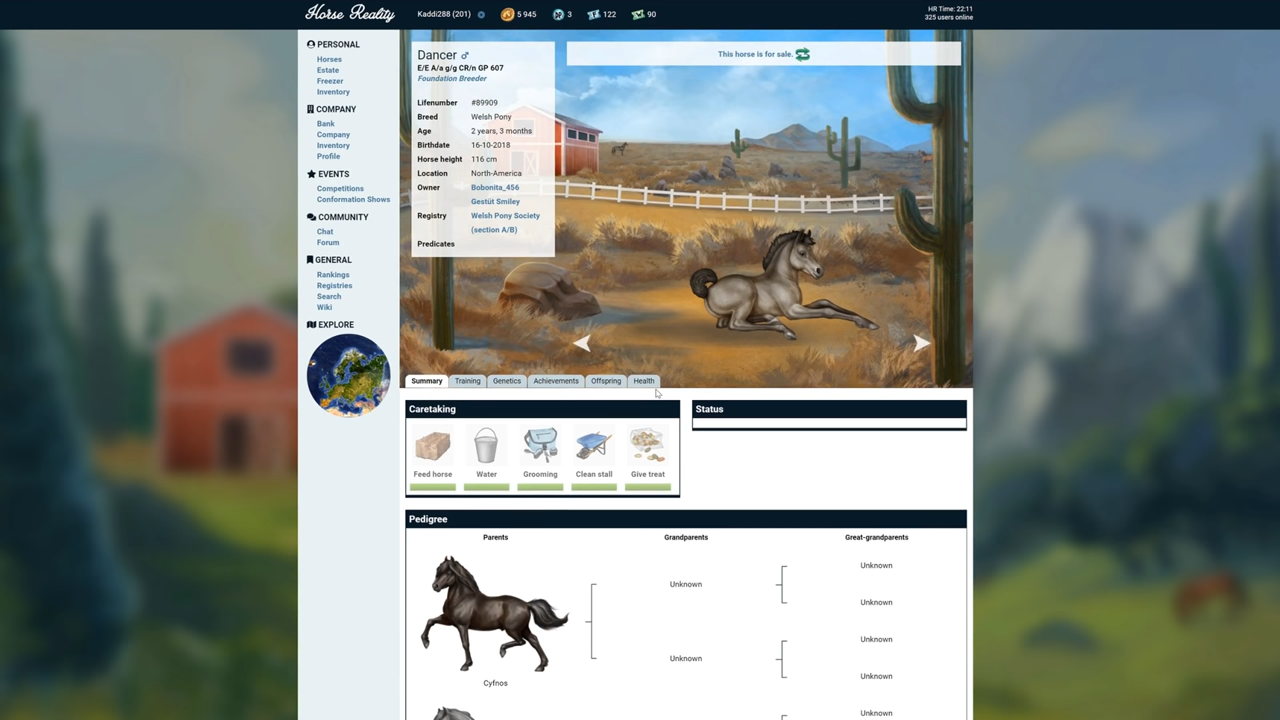 Horse Reality
Kaddi288 (201)
5 945
3
122
90
HR Time: 22:11
325 users online
PERSONAL
Horses
Estate
Freezer
Inventory
COMPANY
Bank
Company
Inventory
Profile
EVENTS
Competitions
Conformation Shows
COMMUNITY
Chat
Forum
GENERAL
Rankings
Registries
Search
Wiki
EXPLORE
Dancer ♂
E/E A/a g/g CR/n GP 607
Foundation Breeder
Lifenumber #89909
Breed Welsh Pony
Age 2 years, 3 months
Birthdate 16-10-2018
Horse height 116 cm
Location North-America
Owner Bobonita_456
Gestüt Smiley
Registry Welsh Pony Society
(section A/B)
Predicates
This horse is for sale.
Summary Training Genetics Achievements Offspring Health
Caretaking
Feed horse Water Grooming Clean stall Give treat
Status
Pedigree
Parents Grandparents Great-grandparents
Unknown
Unknown
Unknown
Unknown
Unknown
Unknown
Cyfnos
Unknown